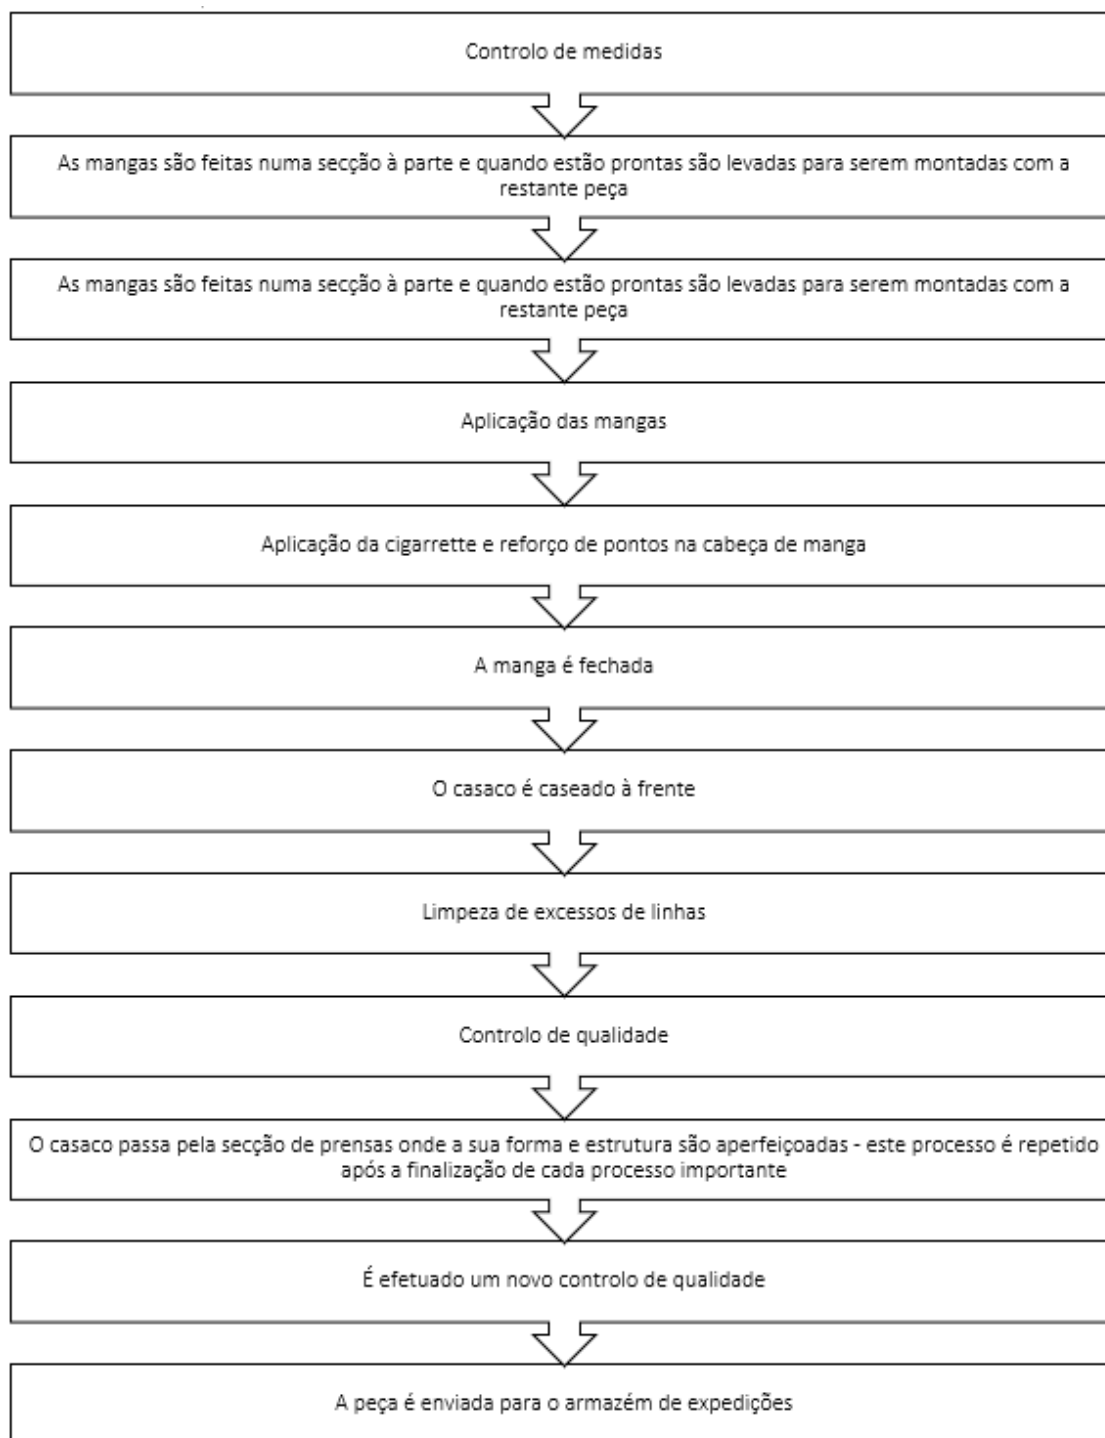 Controlo de medidas
As mangas são feitas numa secção à parte e quando estão prontas são levadas para serem montadas com a
restante peça
As mangas são feitas numa secção à parte e quando estão prontas são levadas para serem montadas com a
restante peça
Aplicação das mangas
Aplicação da cigarrette e reforço de pontos na cabeça de manga
A manga é fechada
O casaco é caseado à frente
Limpeza de excessos de linhas
Controlo de qualidade
O casaco passa pela secção de prensas onde a sua forma e estrutura são aperfeiçoadas - este processo é repetido
após a finalização de cada processo importante
É efetuado um novo controlo de qualidade
A peça é enviada para o armazém de expedições